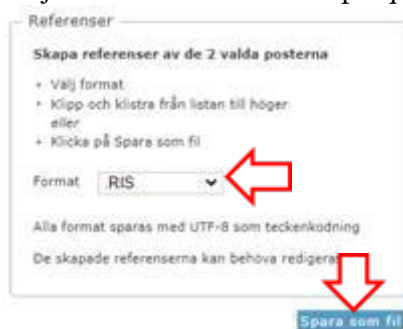 Referenser
Skapa referenser av de 2 valda posterna
Välj format
Klipp och klistra från listan till höger
eller
Klicka på Spara som fil
Format RIS
Alla format sparas med UTF-8 som teckenkodning
De skapade referenserna kan behöva redigeras
Spara som fil